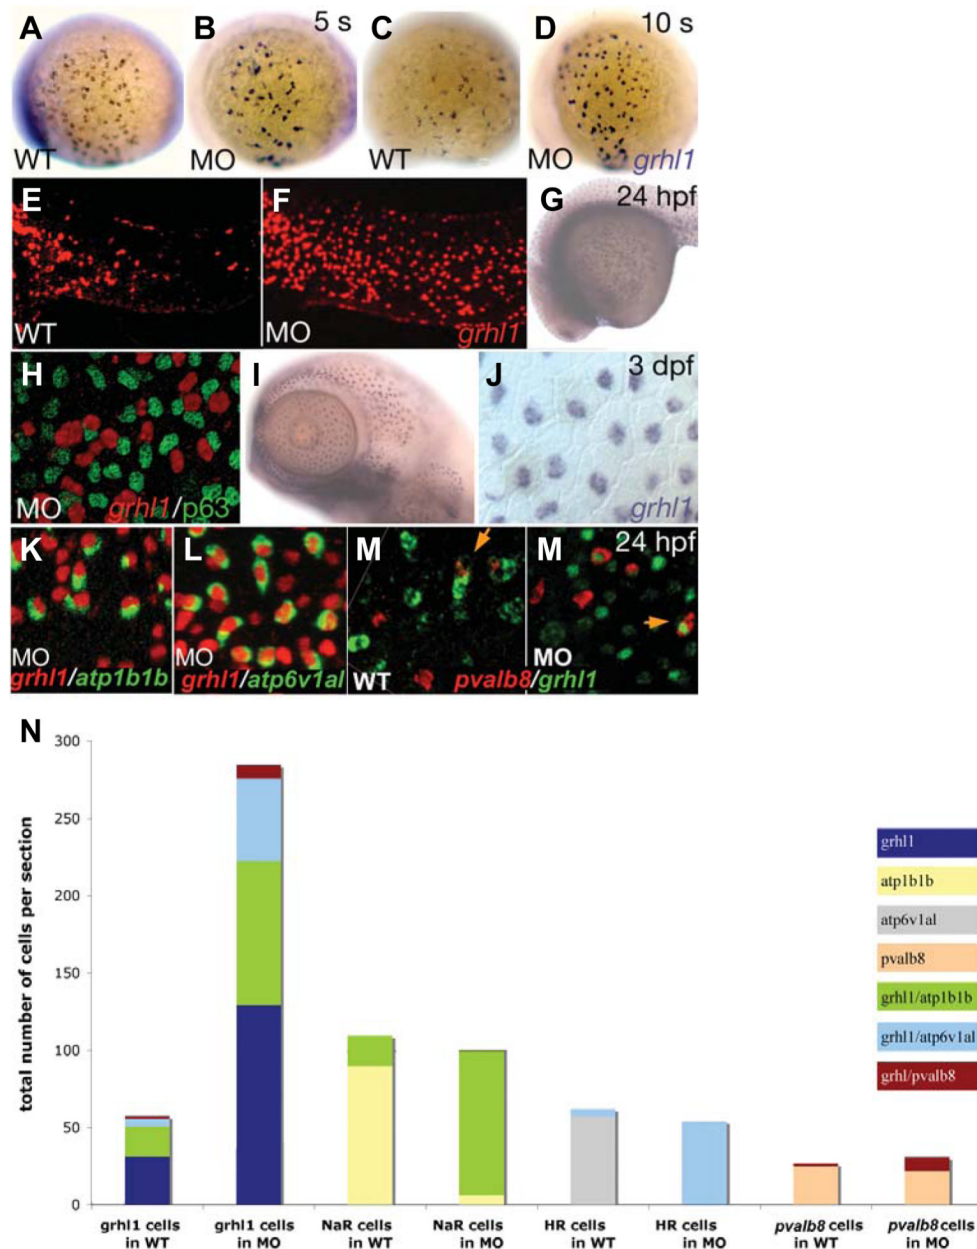 A B 5 s C D 10 s
WT MO WT MO grhl1
E F G 24 hpf
WT MO grhl1
H I J 3 dpf
MO grhl1/p63 grhl1
K L M M 24 hpf
MO MO WT MO
grhl1/atp1b1b grhl1/atp6v1al pvalb8/grhl1
N
300
250
200
150
100
50
0
total number of cells per section
grhl1
atp1b1b
atp6v1al
pvalb8
grhl1/atp1b1b
grhl1/atp6v1al
grhl/pvalb8
grhl1 cells in WT
grhl1 cells in MO
NaR cells in WT
NaR cells in MO
HR cells in WT
HR cells in MO
pvalb8 cells in WT
pvalb8 cells in MO